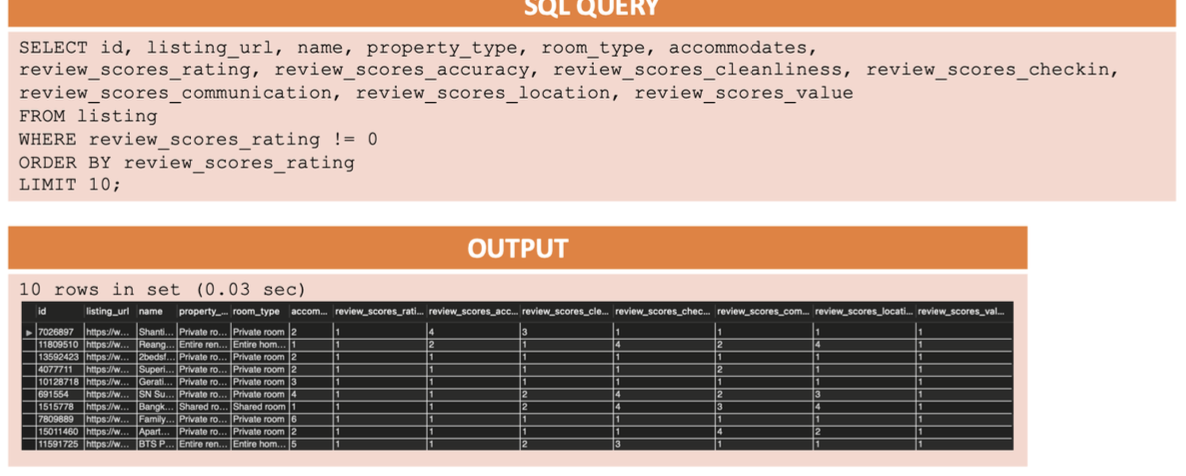 SQL QUERY
SELECT id, listing_url, name, property_type, room_type, accommodates,
review_scores_rating, review_scores_accuracy, review_scores_cleanliness, review_scores_checkin,
review_scores_communication, review_scores_location, review_scores_value
FROM listing
WHERE review_scores_rating != 0
ORDER BY review_scores_rating
LIMIT 10;
OUTPUT
10 rows in set (0.03 sec)
id listing_url name property_... room_type accom... review_scores_rati... review_scores_acc... review_scores_cle... review_scores_chec... review_scores_com... review_scores_locati... review_scores_val...
7026897 https://w... Shanti... Private ro... Private room 2 1 4 3 1 1 1 1
11809510 https://w... Reang... Entire ren... Entire hom... 1 1 2 1 4 2 4 1
13592423 https://w... 2bedsf... Private ro... Private room 2 1 1 1 1 1 1 1
4077711 https://w... Superi... Private ro... Private room 2 1 1 1 1 2 1 1
10128718 https://w... Gerati... Private ro... Private room 3 1 1 1 1 1 1 1
691554 https://w... SN Su... Private ro... Private room 4 1 1 2 4 2 3 1
1515778 https://w... Bangk... Shared ro... Shared room 1 1 1 2 4 3 4 1
7809889 https://w... Family... Private ro... Private room 6 1 1 1 1 1 1 1
15011460 https://w... Apart... Private ro... Private room 2 1 1 1 1 4 2 1
11591725 https://w... BTS P... Entire ren... Entire hom... 5 1 1 2 3 1 1 1